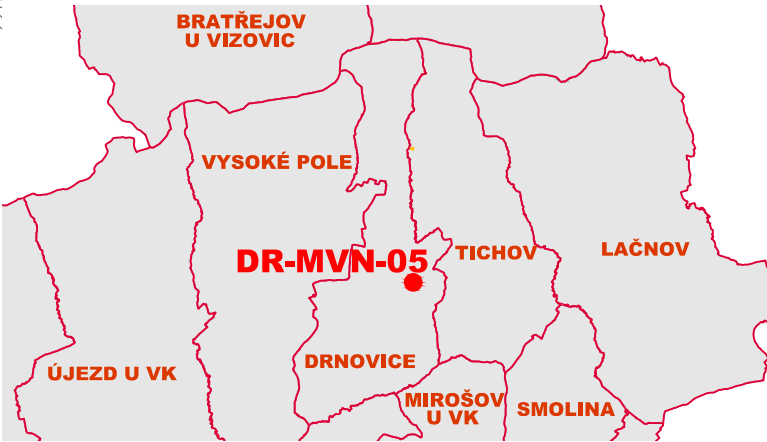 BRATŘEJOV
U VIZOVIC
VYSOKÉ POLE
DR-MVN-05
TICHOV
LAČNOV
DRNOVICE
ÚJEZD U VK
MIROŠOV
U VK
SMOLINA